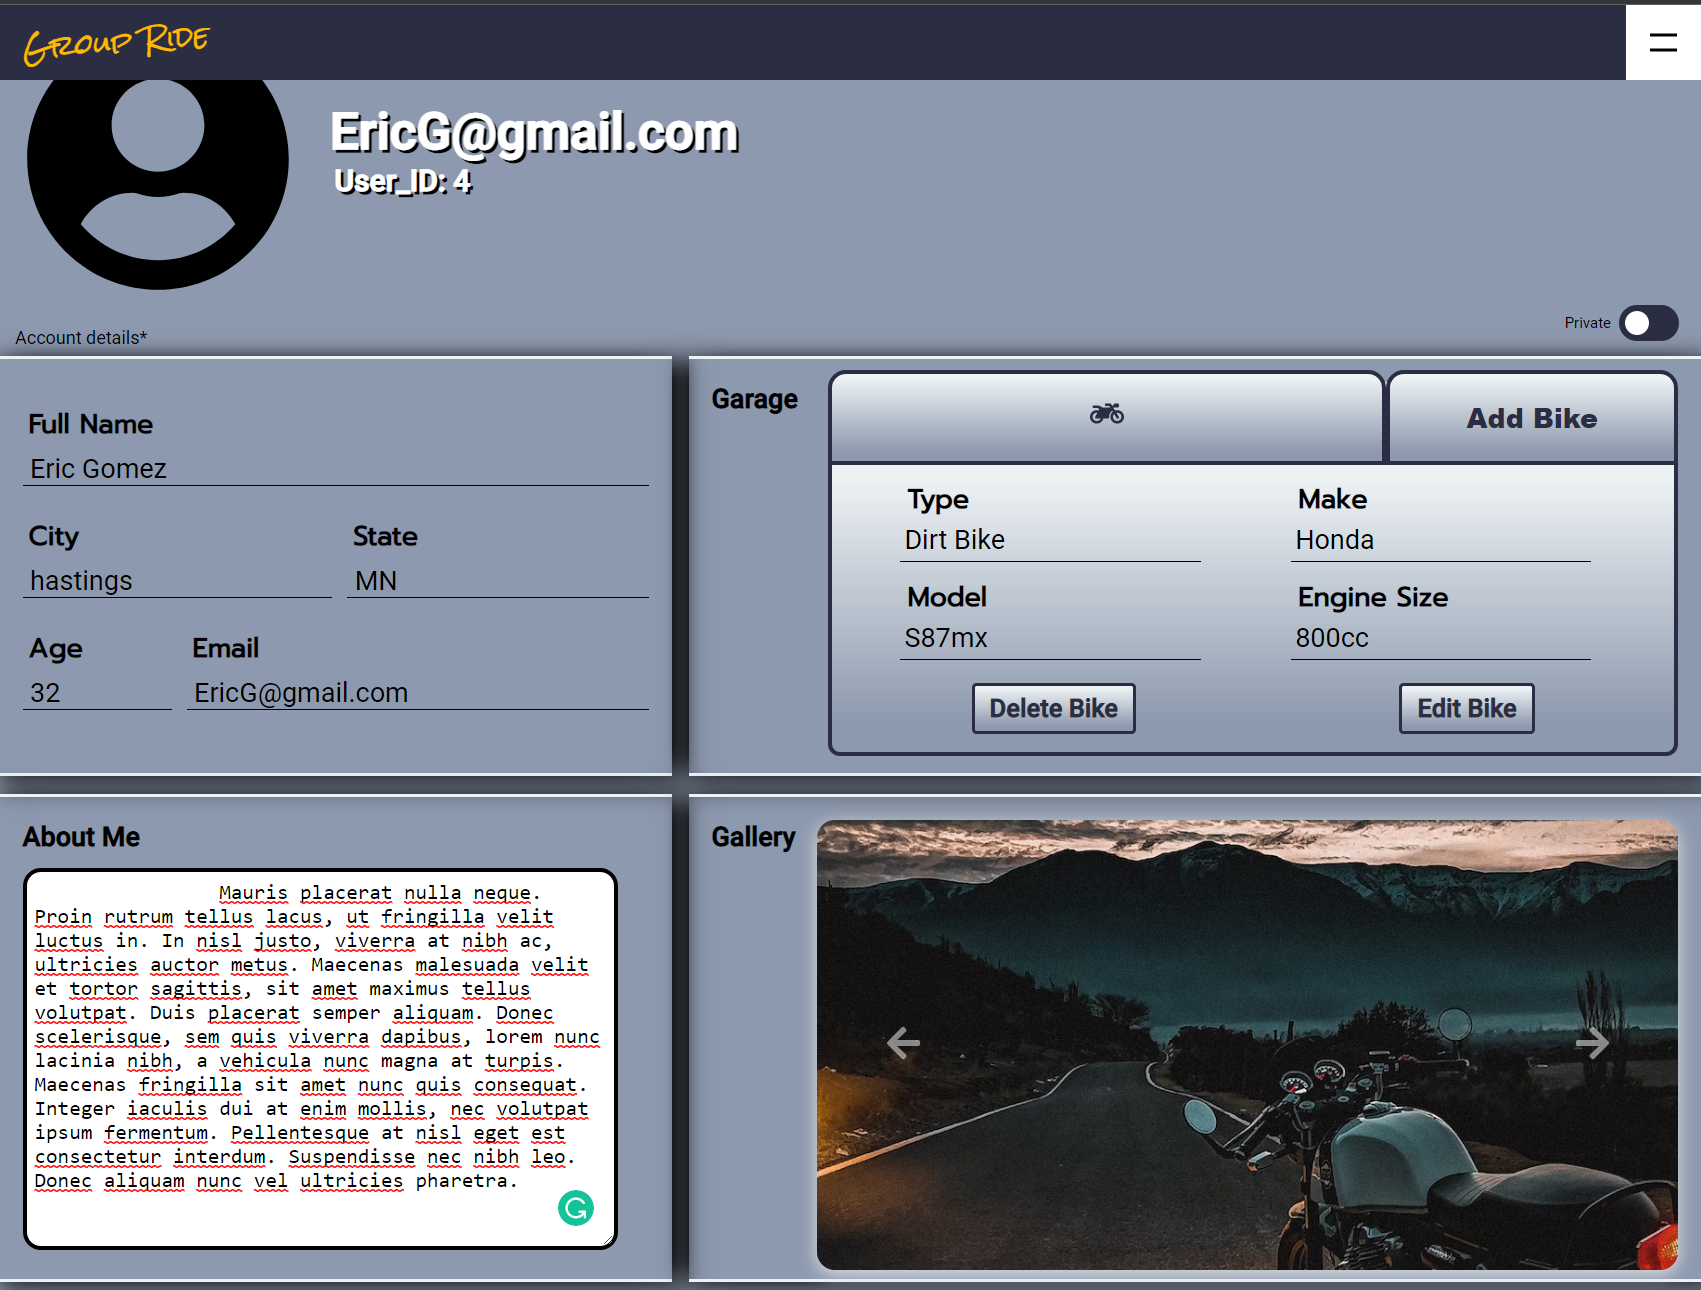 Group Ride
EricG@gmail.com
User_ID: 4
Private
Account details*
Full Name
Eric Gomez
City
State
hastings
MN
Age
Email
32
EricG@gmail.com
Garage
Add Bike
Type
Make
Dirt Bike
Honda
Model
Engine Size
S87mx
800cc
Delete Bike
Edit Bike
About Me
Mauris placerat nulla neque.
Proin rutrum tellus lacus, ut fringilla velit
luctus in. In nisl justo, viverra at nibh ac,
ultricies auctor metus. Maecenas malesuada velit
et tortor sagittis, sit amet maximus tellus
volutpat. Duis placerat semper aliquam. Donec
scelerisque, sem quis viverra dapibus, lorem nunc
lacinia nibh, a vehicula nunc magna at turpis.
Maecenas fringilla sit amet nunc quis consequat.
Integer iaculis dui at enim mollis, nec volutpat
ipsum fermentum. Pellentesque at nisl eget est
consectetur interdum. Suspendisse nec nibh leo.
Donec aliquam nunc vel ultricies pharetra.
Gallery